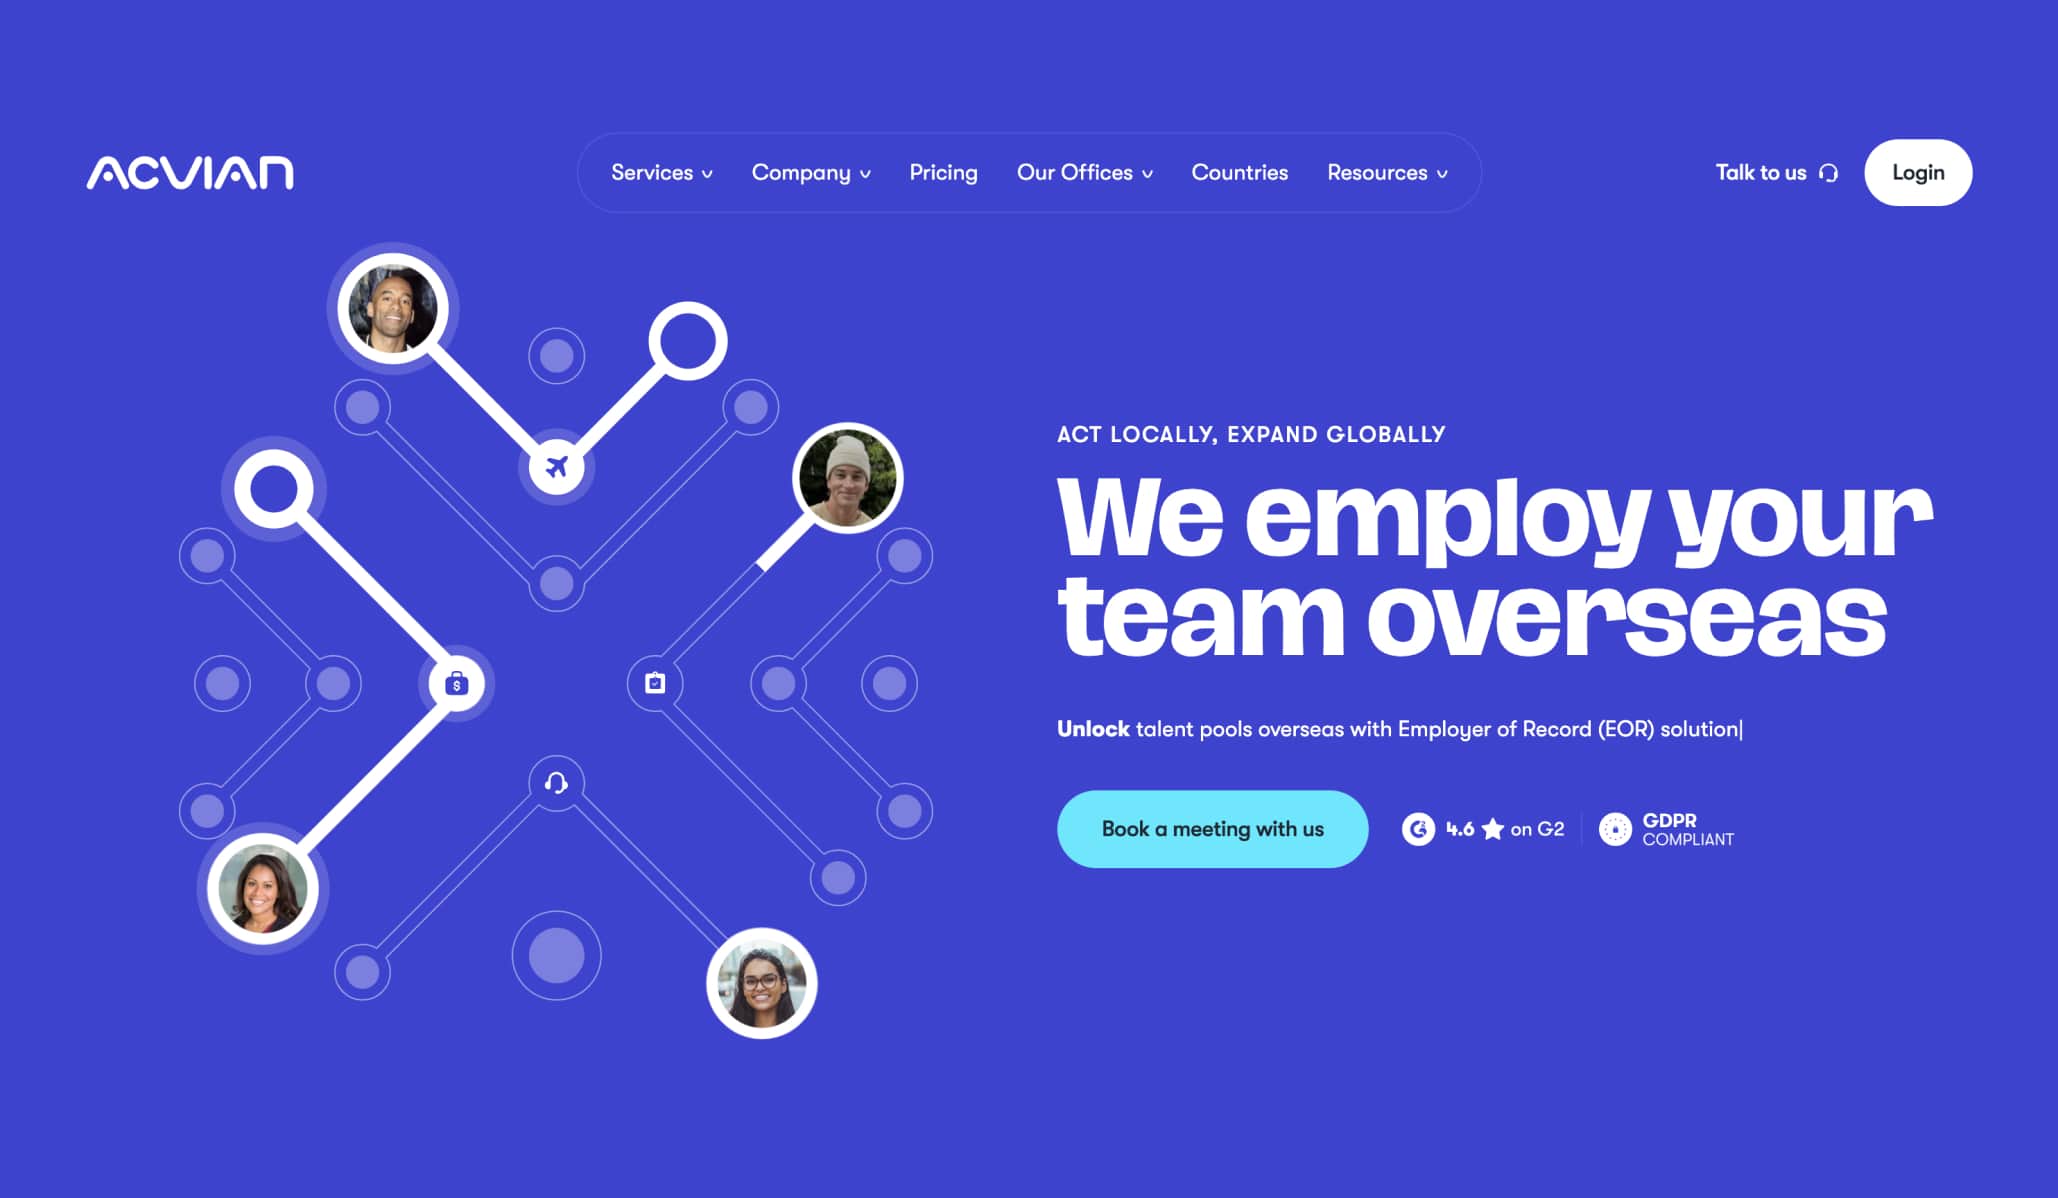 ACVIAN
Services
Company
Pricing
Our Offices
Countries
Resources
Talk to us
Login
ACT LOCALLY, EXPAND GLOBALLY
We employ your
team overseas
Unlock talent pools overseas with Employer of Record (EOR) solution|
$
Book a meeting with us
4.6 ★ on G2
GDPR
COMPLIANT